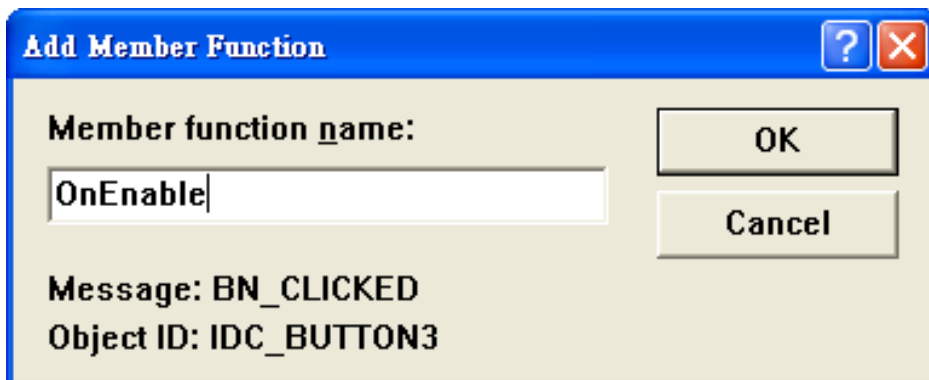 Add Member Function
Member function name:
OK
OnEnable
Cancel
Message: BN_CLICKED
Object ID: IDC_BUTTON3